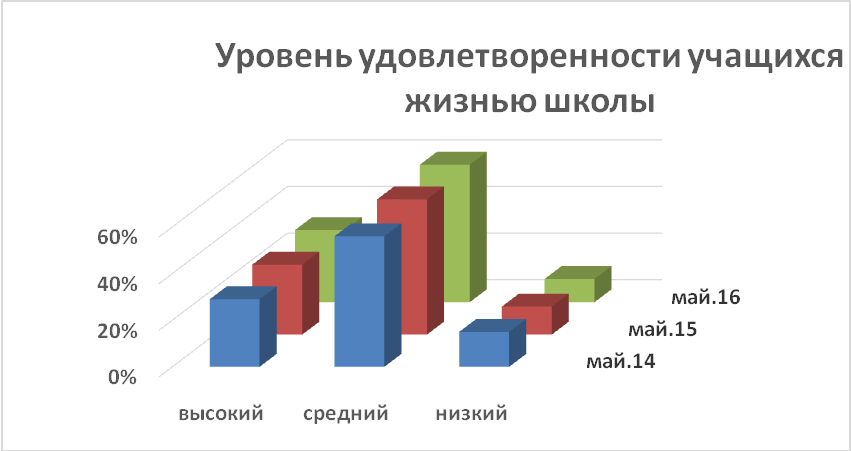 Уровень удовлетворенности учащихся
жизнью школы
60%
40%
20%
0%
май.16
май.15
май.14
высокий средний низкий